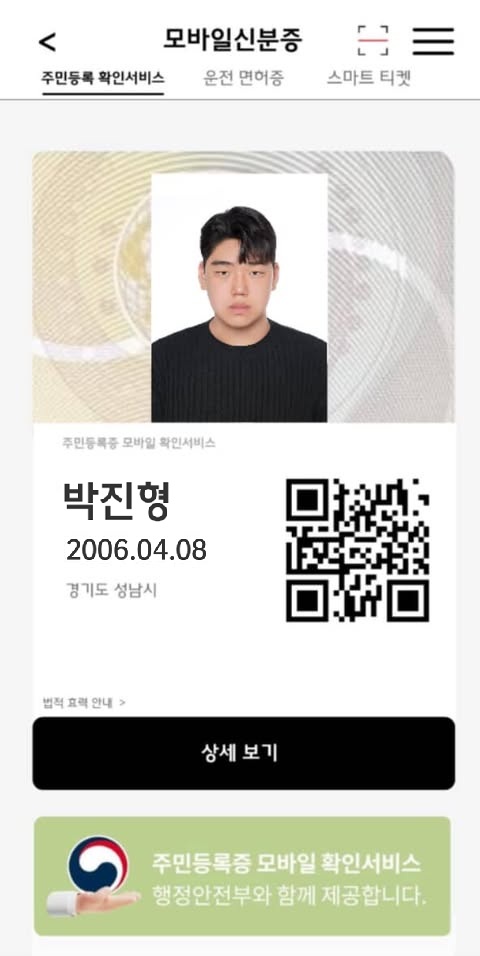 <
모바일신분증
주민등록 확인서비스 운전 면허증 스마트 티켓
주민등록증 모바일 확인서비스
박진형
2006.04.08
경기도 성남시
법적 효력 안내 >
상세 보기
주민등록증 모바일 확인서비스
행정안전부와 함께 제공합니다.